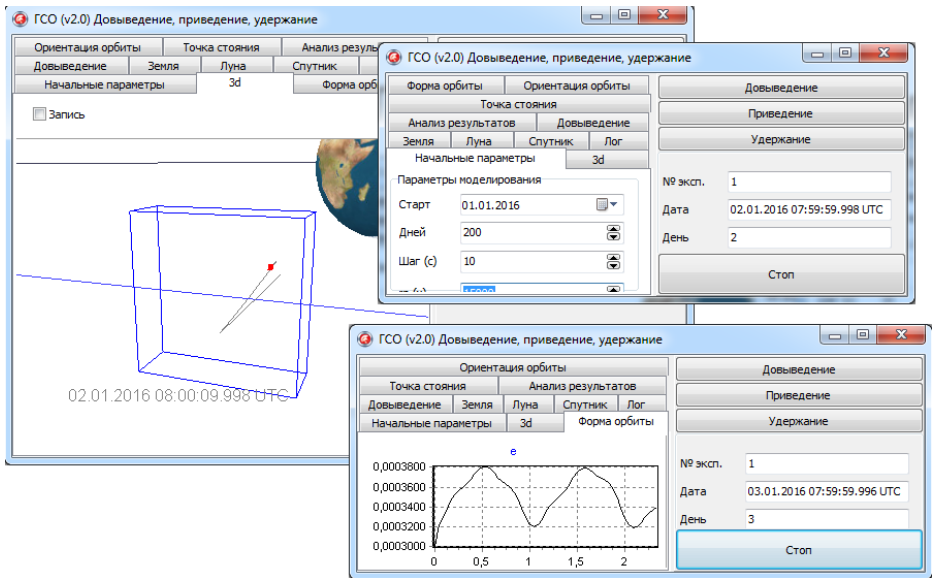 ГСО (v2.0) Довыведение, приведение, удержание
Ориентация орбиты Точка стояния Анализ резуль
Довыведение Земля Луна Спутник
Начальные параметры 3d Форма орб
Запись
02.01.2016 08:00:09.998 UTC
ГСО (v2.0) Довыведение, приведение, удержание
Форма орбиты Ориентация орбиты
Точка стояния
Анализ результатов Довыведение
Земля Луна Спутник Лог
Начальные параметры 3d
Параметры моделирования
Старт 01.01.2016
Дней 200
Шаг (с) 10
15000
Довыведение
Приведение
Удержание
№ эксп. 1
Дата 02.01.2016 07:59:59.998 UTC
День 2
Стоп
ГСО (v2.0) Довыведение, приведение, удержание
Ориентация орбиты
Точка стояния Анализ результатов
Довыведение Земля Луна Спутник Лог
Начальные параметры 3d Форма орбиты
e
0,0003800
0,0003600
0,0003400
0,0003200
0,0003000
0 0,5 1 1,5 2
Довыведение
Приведение
Удержание
№ эксп. 1
Дата 03.01.2016 07:59:59.996 UTC
День 3
Стоп